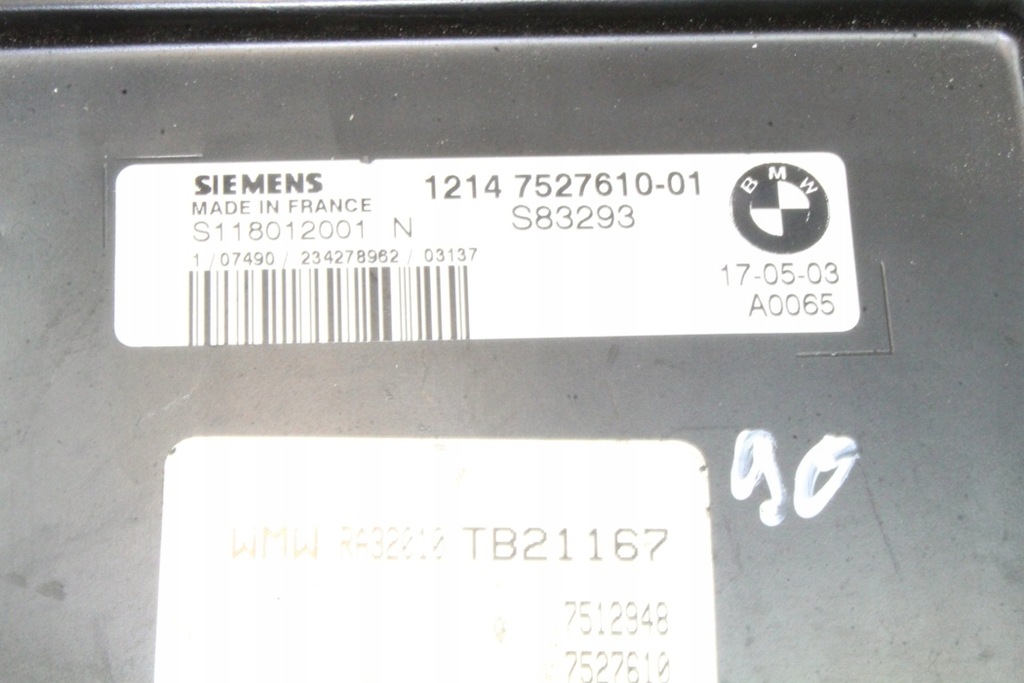 SIEMENS 1214 7527610-01
MADE IN FRANCE S83293
S118012001 N
1/07490/234278962/03137
BMW
17-05-03
A0065
90
WMW RA32010 TB21167
7512948
7527610